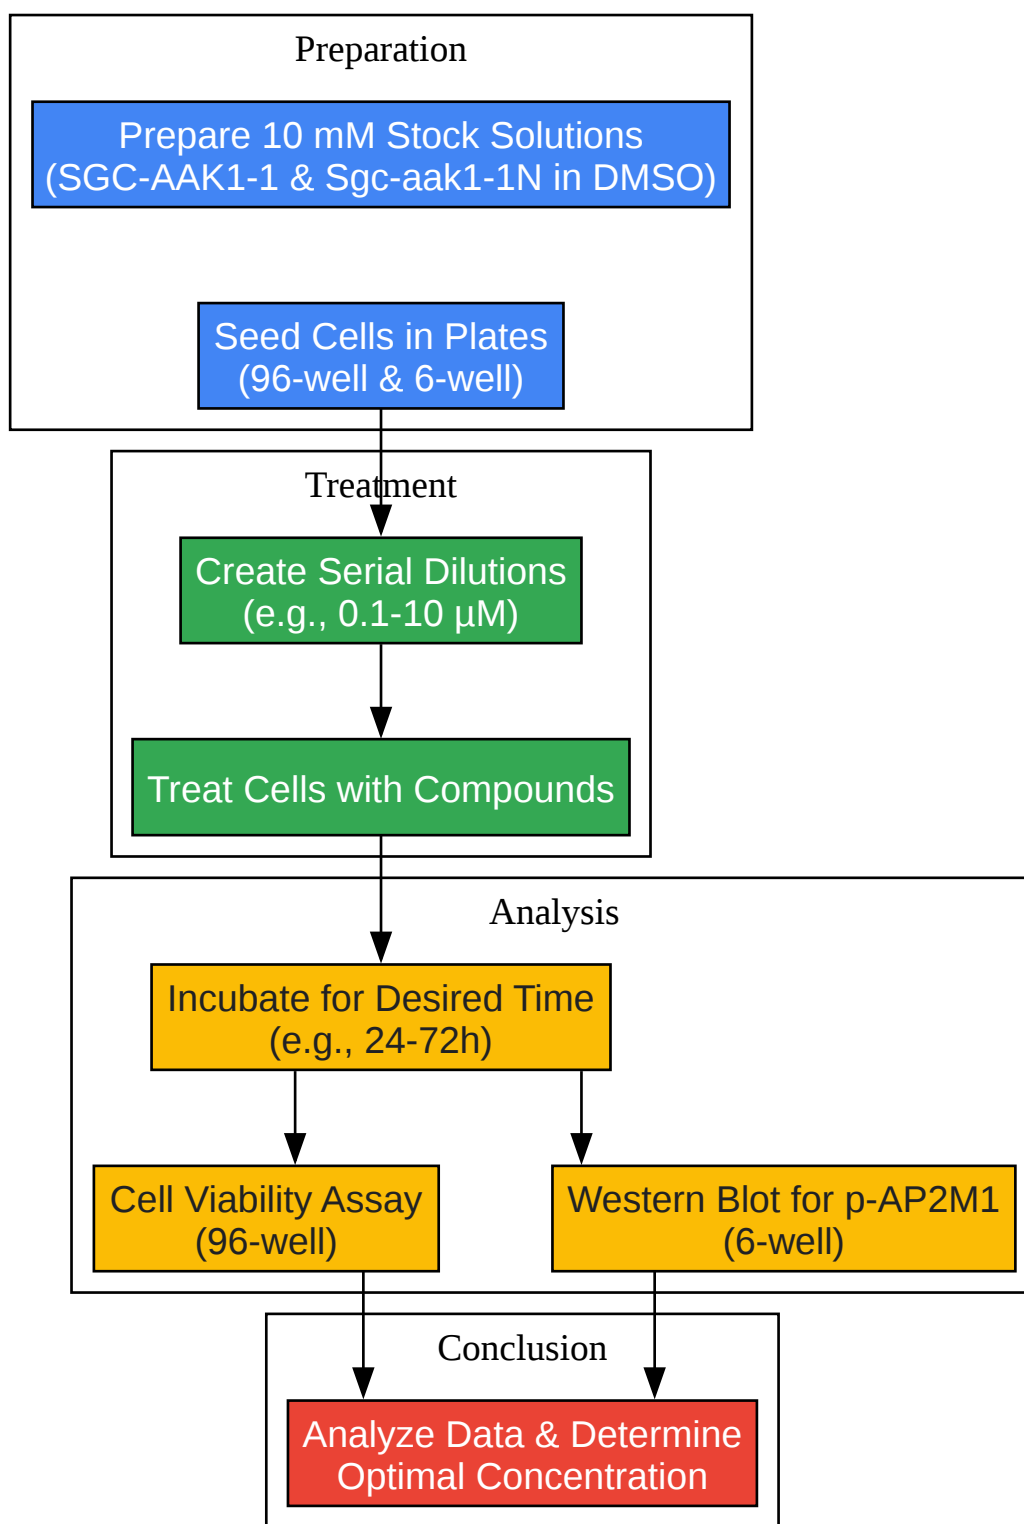 Preparation
Prepare 10 mM Stock Solutions
(SGC-AAK1-1 & Sgc-aak1-1N in DMSO)
Seed Cells in Plates
(96-well & 6-well)
Treatment
Create Serial Dilutions
(e.g., 0.1-10 µM)
Treat Cells with Compounds
Analysis
Incubate for Desired Time
(e.g., 24-72h)
Cell Viability Assay
(96-well)
Western Blot for p-AP2M1
(6-well)
Conclusion
Analyze Data & Determine
Optimal Concentration